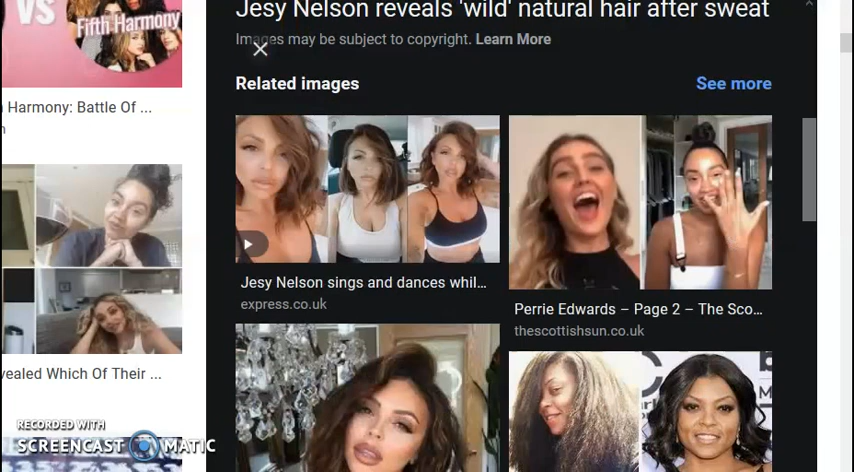 VS
Fifth Harmony
Harmony: Battle Of ...
vealed Which Of Their ...
RECORDED WITH
SCREENCAST MATIC
Jesy Nelson reveals 'wild' natural hair after sweat
Images may be subject to copyright. Learn More
Related images
See more
Jesy Nelson sings and dances whil...
express.co.uk
Perrie Edwards – Page 2 – The Sco...
thescottishsun.co.uk